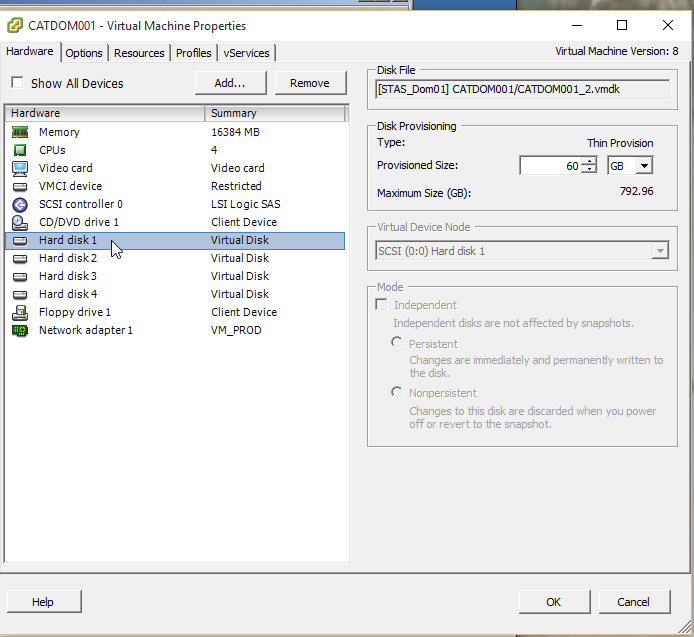 CATDOM001 - Virtual Machine Properties
Hardware Options Resources Profiles vServices
Virtual Machine Version: 8
Show All Devices
Add... Remove
Hardware Summary
Memory 16384 MB
CPUs 4
Video card Video card
VMCI device Restricted
SCSI controller 0 LSI Logic SAS
CD/DVD drive 1 Client Device
Hard disk 1 Virtual Disk
Hard disk 2 Virtual Disk
Hard disk 3 Virtual Disk
Hard disk 4 Virtual Disk
Floppy drive 1 Client Device
Network adapter 1 VM_PROD
Disk File
[STAS_Dom01] CATDOM001/CATDOM001_2.vmdk
Disk Provisioning
Type: Thin Provision
Provisioned Size: 60 GB
Maximum Size (GB): 792.96
Virtual Device Node
SCSI (0:0) Hard disk 1
Mode
Independent
Independent disks are not affected by snapshots.
Persistent
Changes are immediately and permanently written to
the disk.
Nonpersistent
Changes to this disk are discarded when you power
off or revert to the snapshot.
Help OK Cancel